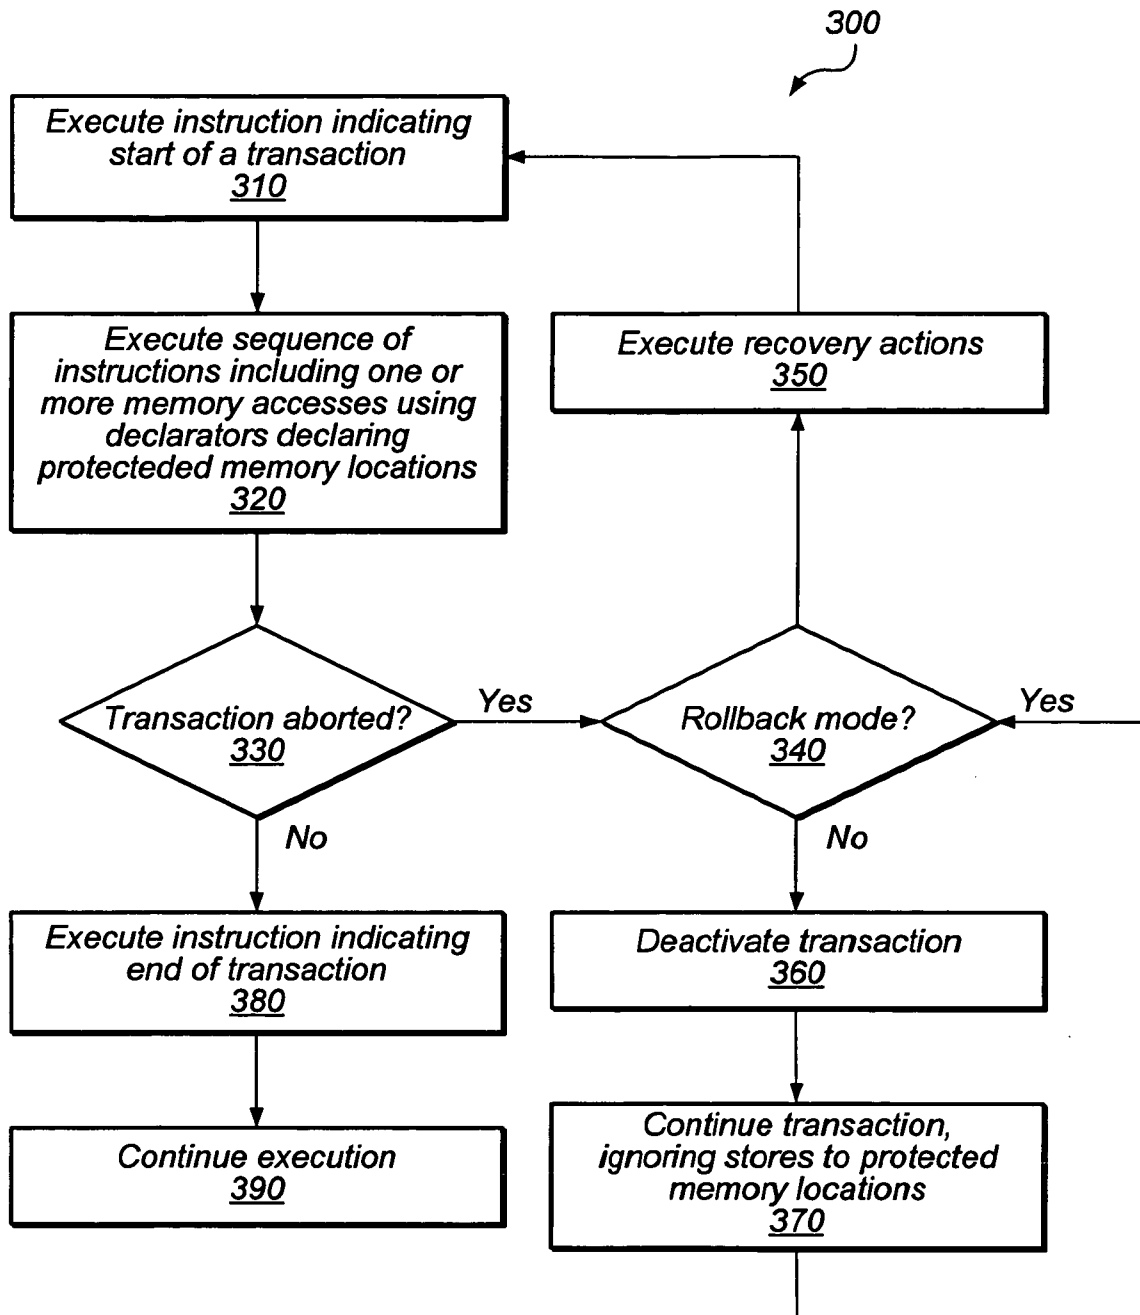 300
Execute instruction indicating
start of a transaction
310
Execute sequence of
instructions including one or
more memory accesses using
declarators declaring
protecteded memory locations
320
Execute recovery actions
350
Transaction aborted?
330
Yes
Rollback mode?
340
Yes
No
No
Execute instruction indicating
end of transaction
380
Deactivate transaction
360
Continue execution
390
Continue transaction,
ignoring stores to protected
memory locations
370